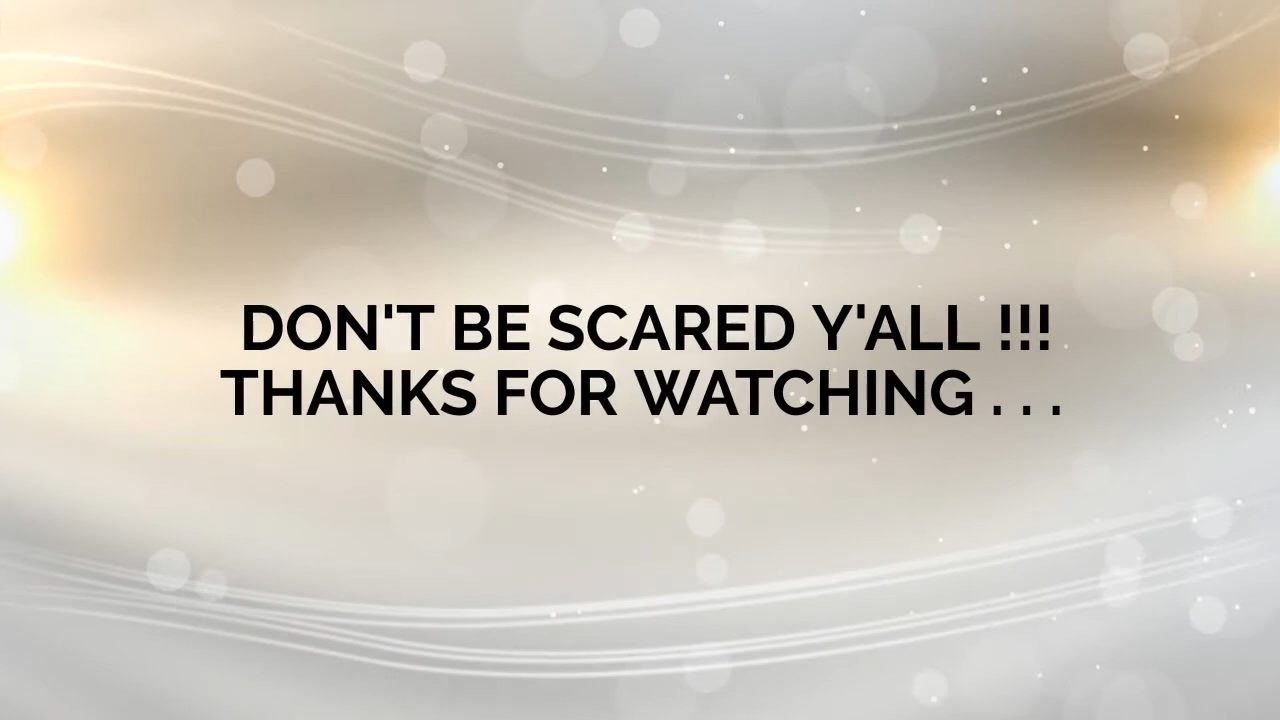 DON'T BE SCARED Y'ALL !!!
THANKS FOR WATCHING . . .